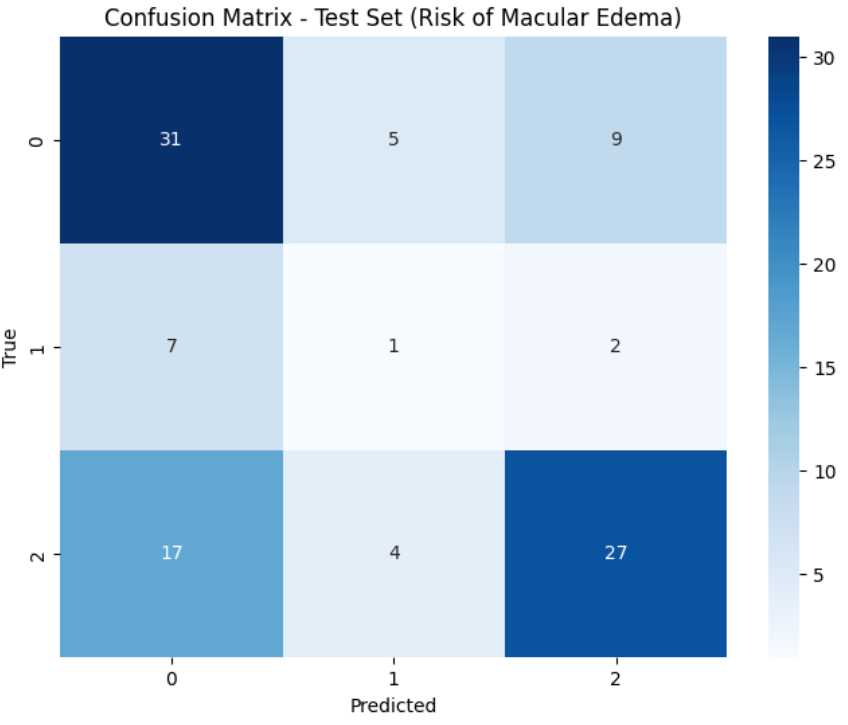 Confusion Matrix - Test Set (Risk of Macular Edema)
True
0
31 5 9
1
7 1 2
2
17 4 27
0 1 2
Predicted
30
25
20
15
10
5